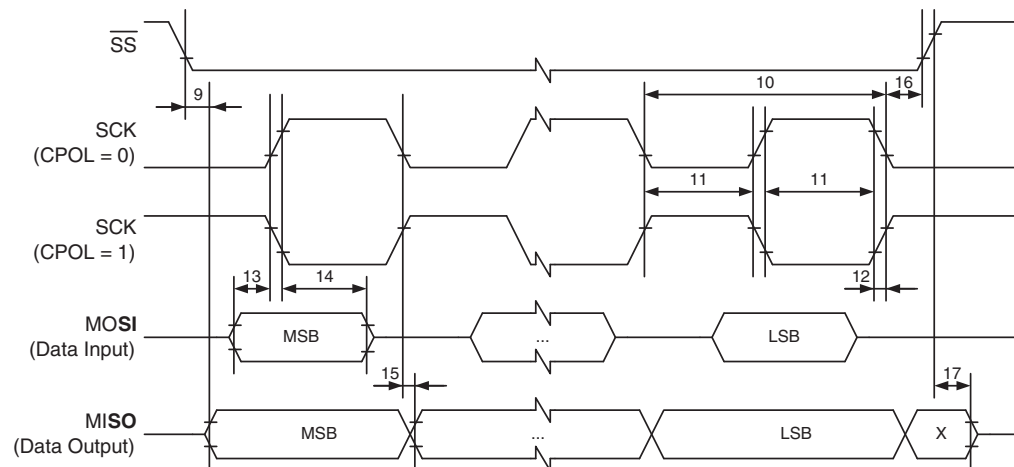 SS
9
10
16
SCK
(CPOL = 0)
11
11
SCK
(CPOL = 1)
13
14
12
MOSI
(Data Input)
MSB
...
LSB
15
17
MISO
(Data Output)
MSB
...
LSB
X